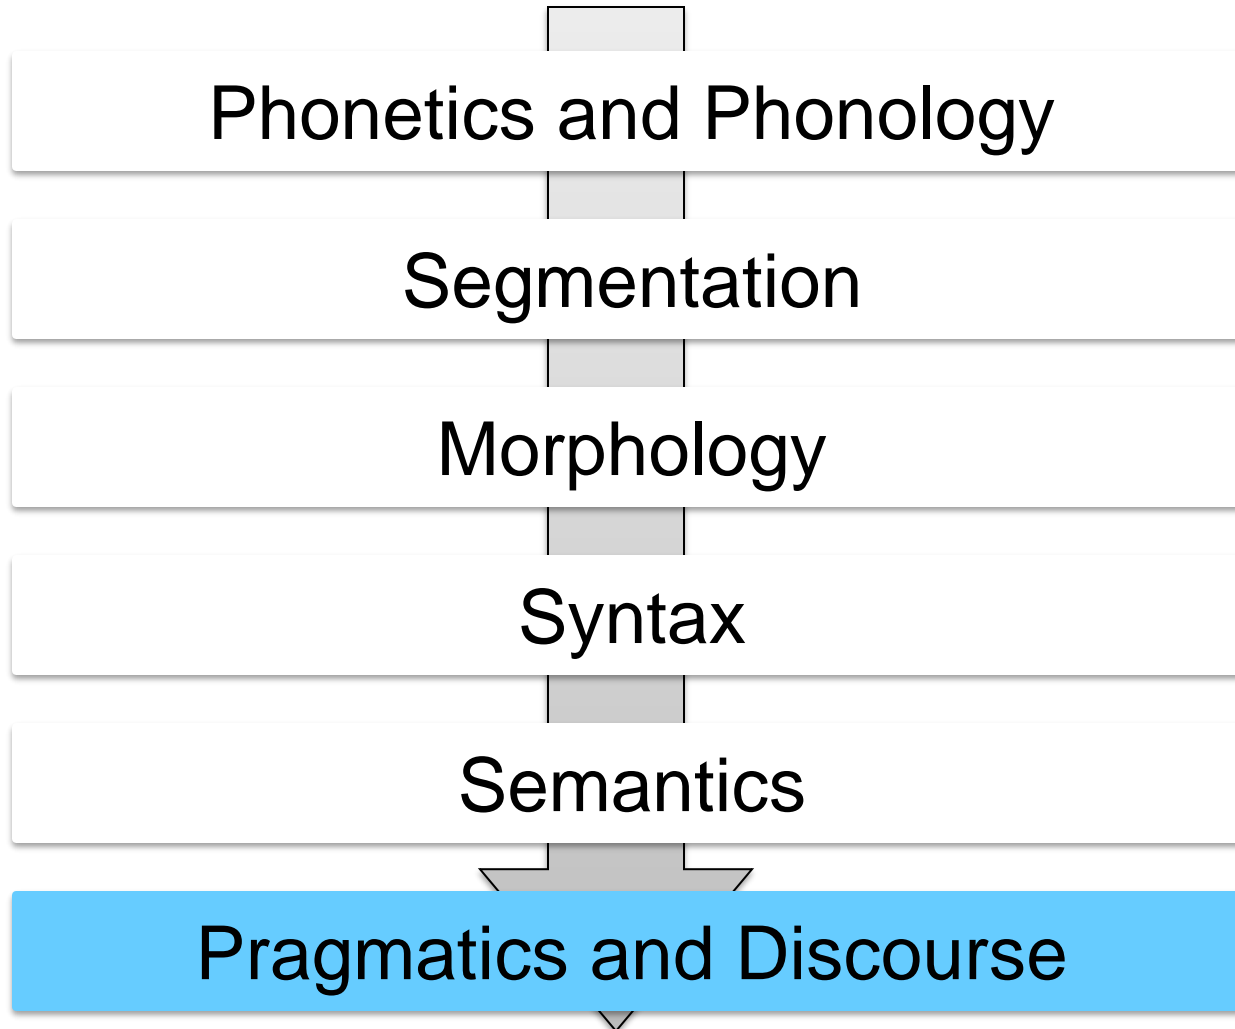 Phonetics and Phonology
Segmentation
Morphology
Syntax
Semantics
Pragmatics and Discourse